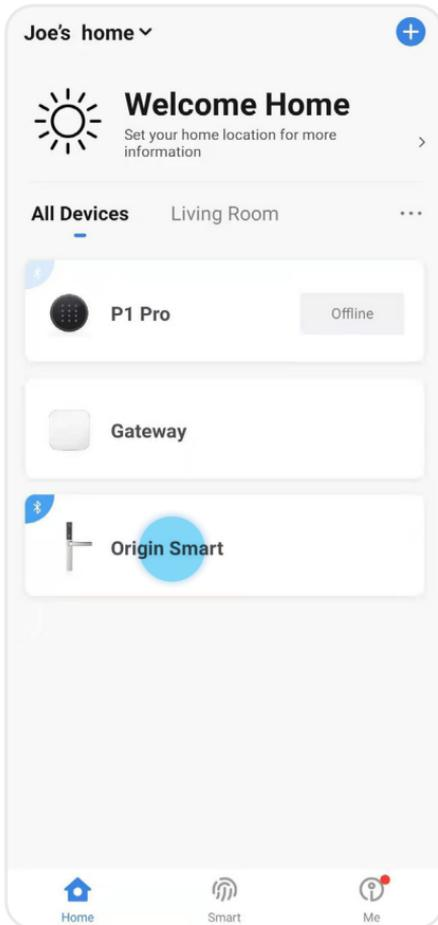 Joe's home
Welcome Home
Set your home location for more
information
All Devices
Living Room
P1 Pro
Offline
Gateway
Origin Smart
Home
Smart
Me